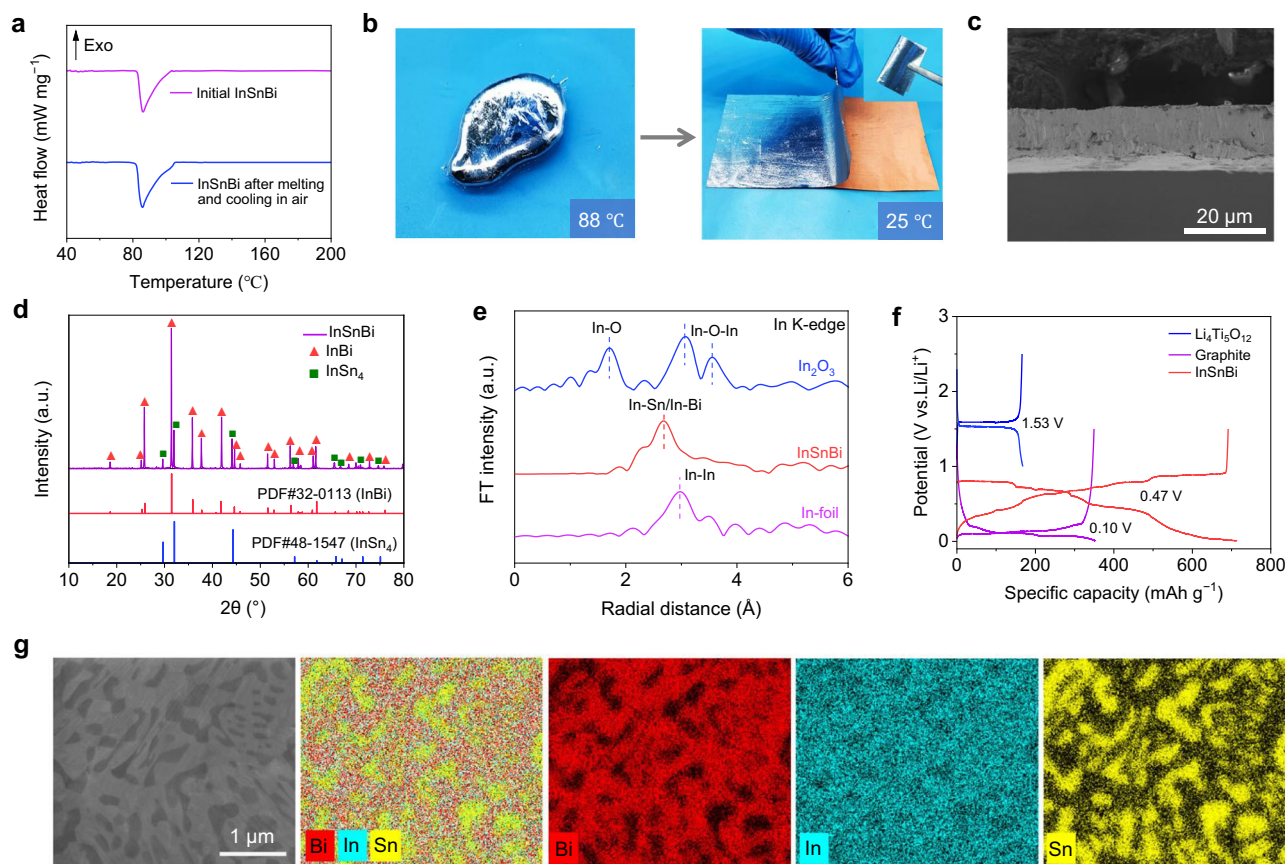 a
Exo
Heat flow (mW mg⁻¹)
Initial InSnBi
InSnBi after melting
and cooling in air
40 80 120 160 200
Temperature (℃)
b
88 ℃
25 ℃
c
20 µm
d
Intensity (a.u.)
InSnBi
InBi
InSn₄
PDF#32-0113 (InBi)
PDF#48-1547 (InSn₄)
10 20 30 40 50 60 70 80
2θ (°)
e
FT intensity (a.u.)
In-O
In-O-In
In K-edge
In₂O₃
In-Sn/In-Bi
InSnBi
In-In
In-foil
0 2 4 6
Radial distance (Å)
f
Potential (V vs.Li/Li⁺)
3
2
1
0
Li₄Ti₅O₁₂
Graphite
InSnBi
1.53 V
0.47 V
0.10 V
0 200 400 600 800
Specific capacity (mAh g⁻¹)
g
1 µm
Bi In Sn
Bi
In
Sn